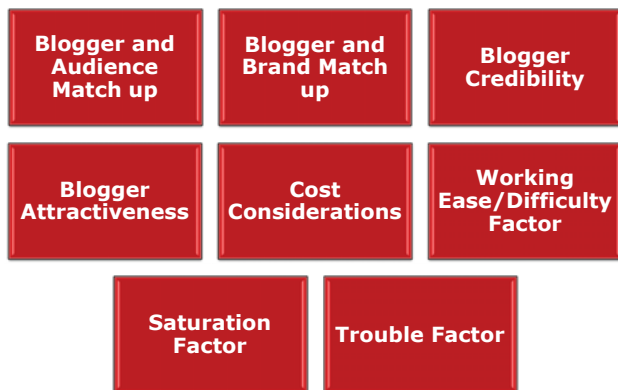 Blogger and
Audience
Match up
Blogger and
Brand Match
up
Blogger
Credibility
Blogger
Attractiveness
Cost
Considerations
Working
Ease/Difficulty
Factor
Saturation
Factor
Trouble Factor